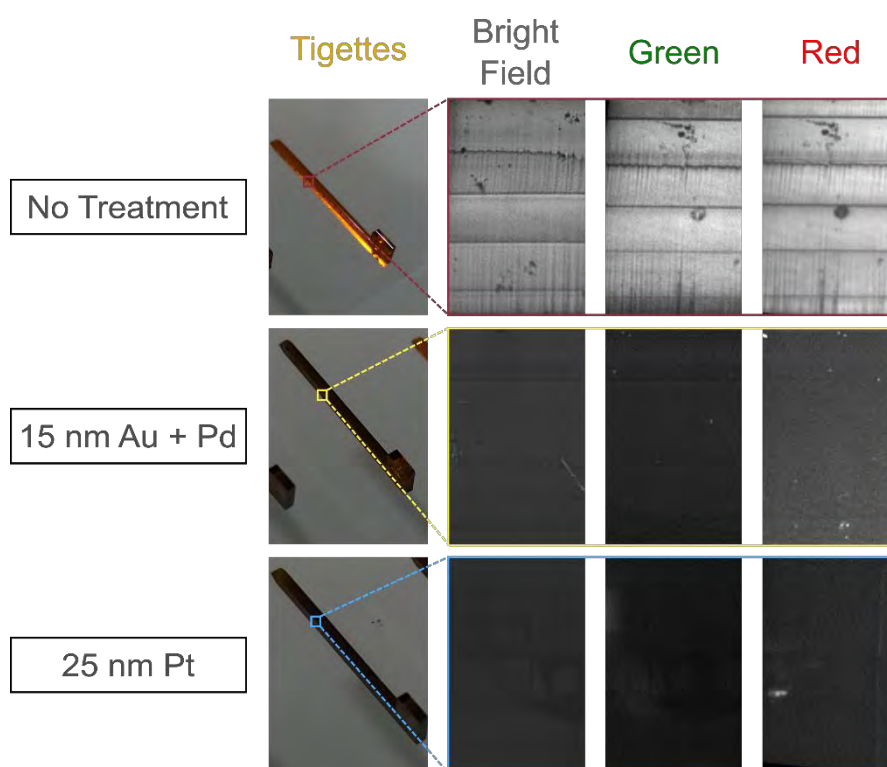 Tigettes
Bright
Field
Green
Red
No Treatment
15 nm Au + Pd
25 nm Pt